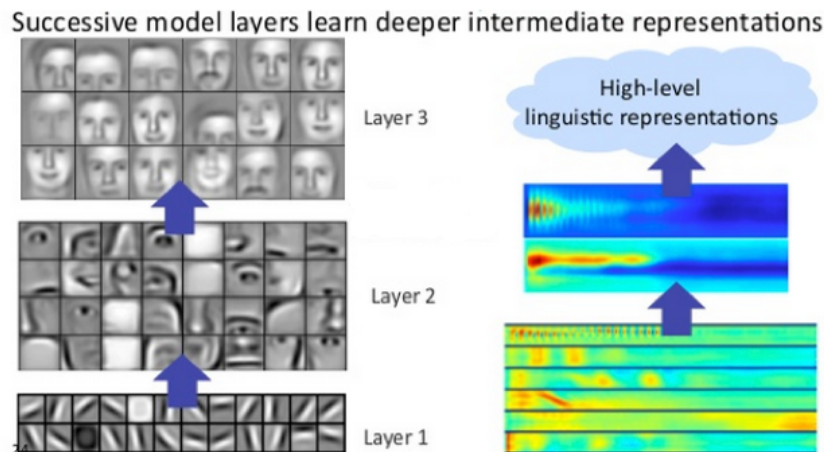 Successive model layers learn deeper intermediate representations
High-level
linguistic representations
Layer 3
Layer 2
Layer 1